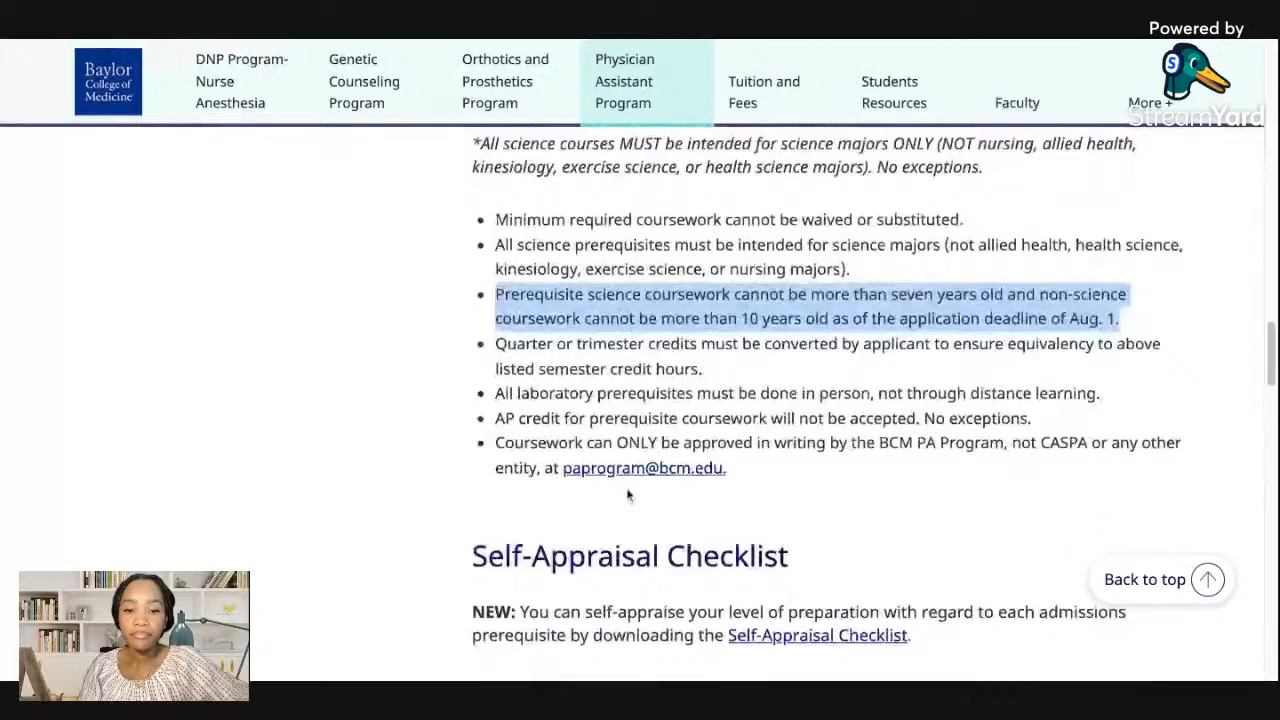 Powered by
StreamYard
Baylor
College of
Medicine
DNP Program-
Nurse
Anesthesia
Genetic
Counseling
Program
Orthotics and
Prosthetics
Program
Physician
Assistant
Program
Tuition and
Fees
Students
Resources
Faculty
More +
*All science courses MUST be intended for science majors ONLY (NOT nursing, allied health,
kinesiology, exercise science, or health science majors). No exceptions.
• Minimum required coursework cannot be waived or substituted.
• All science prerequisites must be intended for science majors (not allied health, health science,
kinesiology, exercise science, or nursing majors).
• Prerequisite science coursework cannot be more than seven years old and non-science
coursework cannot be more than 10 years old as of the application deadline of Aug. 1.
• Quarter or trimester credits must be converted by applicant to ensure equivalency to above
listed semester credit hours.
• All laboratory prerequisites must be done in person, not through distance learning.
• AP credit for prerequisite coursework will not be accepted. No exceptions.
• Coursework can ONLY be approved in writing by the BCM PA Program, not CASPA or any other
entity, at paprogram@bcm.edu.
Self-Appraisal Checklist
Back to top
NEW: You can self-appraise your level of preparation with regard to each admissions
prerequisite by downloading the Self-Appraisal Checklist.